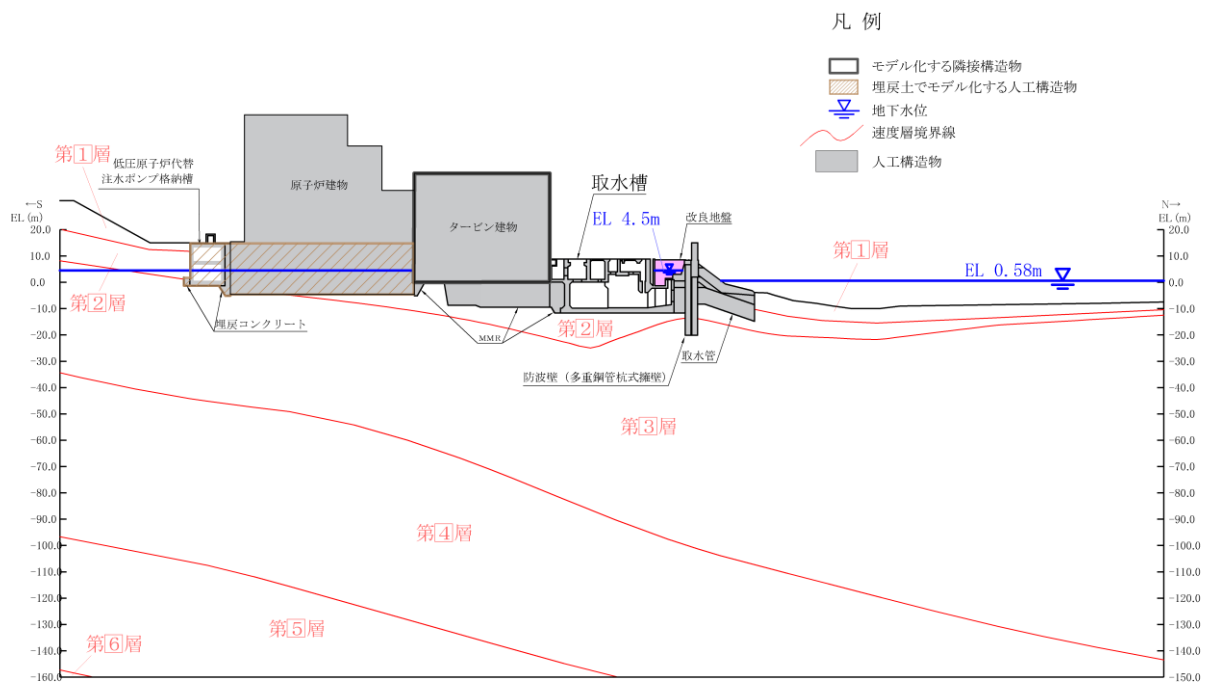 凡 例
モデル化する隣接構造物
埋戻土でモデル化する人工構造物
地下水位
速度層境界線
人工構造物
第1層
低圧原子炉代替
注水ポンプ格納槽
原子炉建物
タービン建物
取水槽
EL 4.5m
改良地盤
第1層
←S
EL(m)
N→
EL(m)
EL 0.58m
第2層
埋戻コンクリート
MMR
第2層
取水管
防波壁（多重鋼管杭式擁壁）
第3層
第4層
第5層
第6層
20.0
10.0
0.0
-10.0
-20.0
-30.0
-40.0
-50.0
-60.0
-70.0
-80.0
-90.0
-100.0
-110.0
-120.0
-130.0
-140.0
-160.0
20.0
10.0
0.0
-10.0
-20.0
-30.0
-40.0
-50.0
-60.0
-70.0
-80.0
-90.0
-100.0
-110.0
-120.0
-130.0
-140.0
-150.0